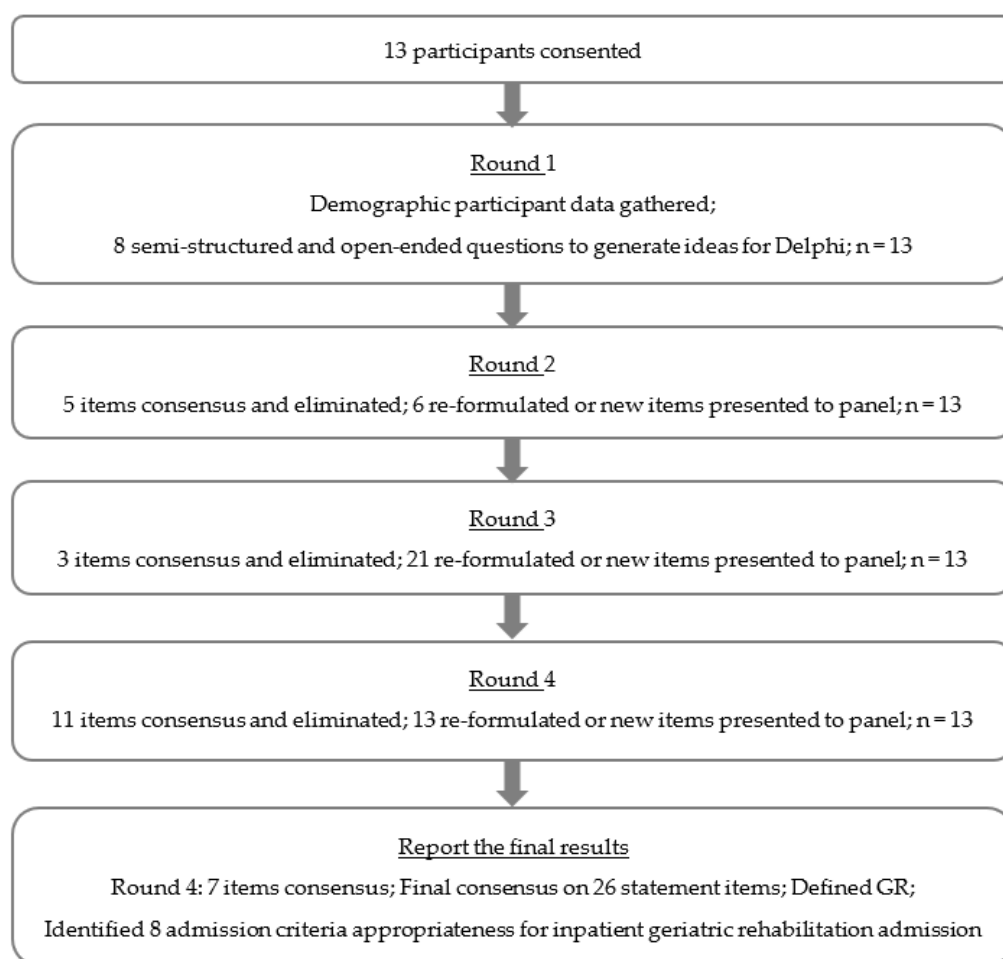 13 participants consented
Round 1
Demographic participant data gathered;
8 semi-structured and open-ended questions to generate ideas for Delphi; n = 13
Round 2
5 items consensus and eliminated; 6 re-formulated or new items presented to panel; n = 13
Round 3
3 items consensus and eliminated; 21 re-formulated or new items presented to panel; n = 13
Round 4
11 items consensus and eliminated; 13 re-formulated or new items presented to panel; n = 13
Report the final results
Round 4: 7 items consensus; Final consensus on 26 statement items; Defined GR;
Identified 8 admission criteria appropriateness for inpatient geriatric rehabilitation admission